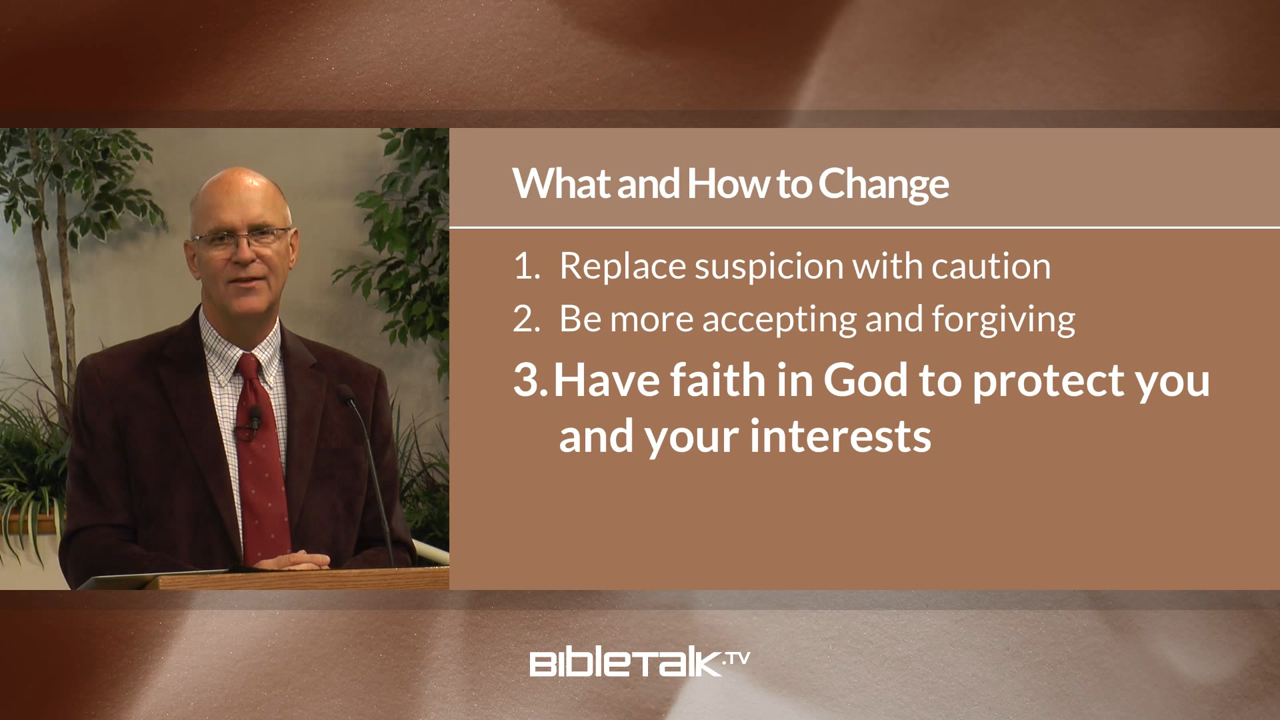 What and How to Change
1. Replace suspicion with caution
2. Be more accepting and forgiving
3. Have faith in God to protect you
and your interests
BIBLETALK.TV